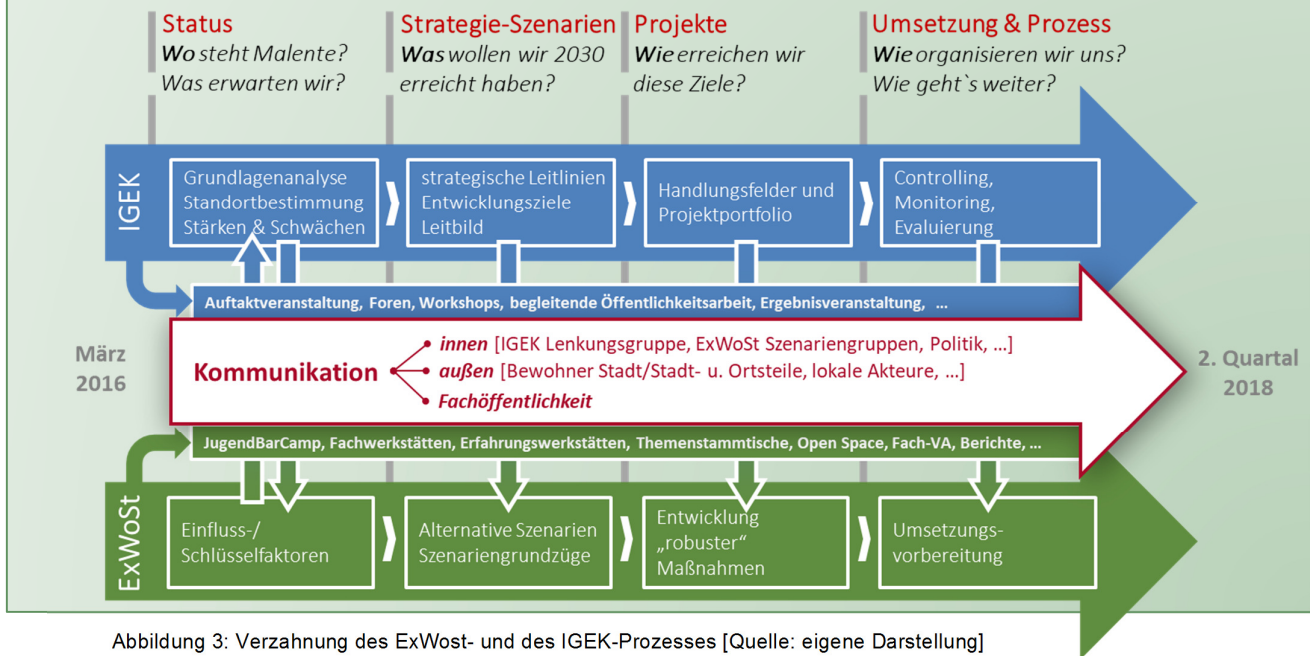 Status
Wo steht Malente?
Was erwarten wir?
Strategie-Szenarien
Was wollen wir 2030
erreicht haben?
Projekte
Wie erreichen wir
diese Ziele?
Umsetzung & Prozess
Wie organisieren wir uns?
Wie geht`s weiter?
IGEK
Grundlagenanalyse
Standortbestimmung
Stärken & Schwächen
strategische Leitlinien
Entwicklungsziele
Leitbild
Handlungsfelder und
Projektportfolio
Controlling,
Monitoring,
Evaluierung
Auftaktveranstaltung, Foren, Workshops, begleitende Öffentlichkeitsarbeit, Ergebnisveranstaltung, ...
März
2016
Kommunikation
innen [IGEK Lenkungsgruppe, ExWoSt Szenariengruppen, Politik, ...]
außen [Bewohner Stadt/Stadt- u. Ortsteile, lokale Akteure, ...]
Fachöffentlichkeit
2. Quartal
2018
JugendBarCamp, Fachwerkstätten, Erfahrungswerkstätten, Themenstammtische, Open Space, Fach-VA, Berichte, ...
ExWoSt
Einfluss-/
Schlüsselfaktoren
Alternative Szenarien
Szenariengrundzüge
Entwicklung
„robuster“
Maßnahmen
Umsetzungs-
vorbereitung
Abbildung 3: Verzahnung des ExWost- und des IGEK-Prozesses [Quelle: eigene Darstellung]